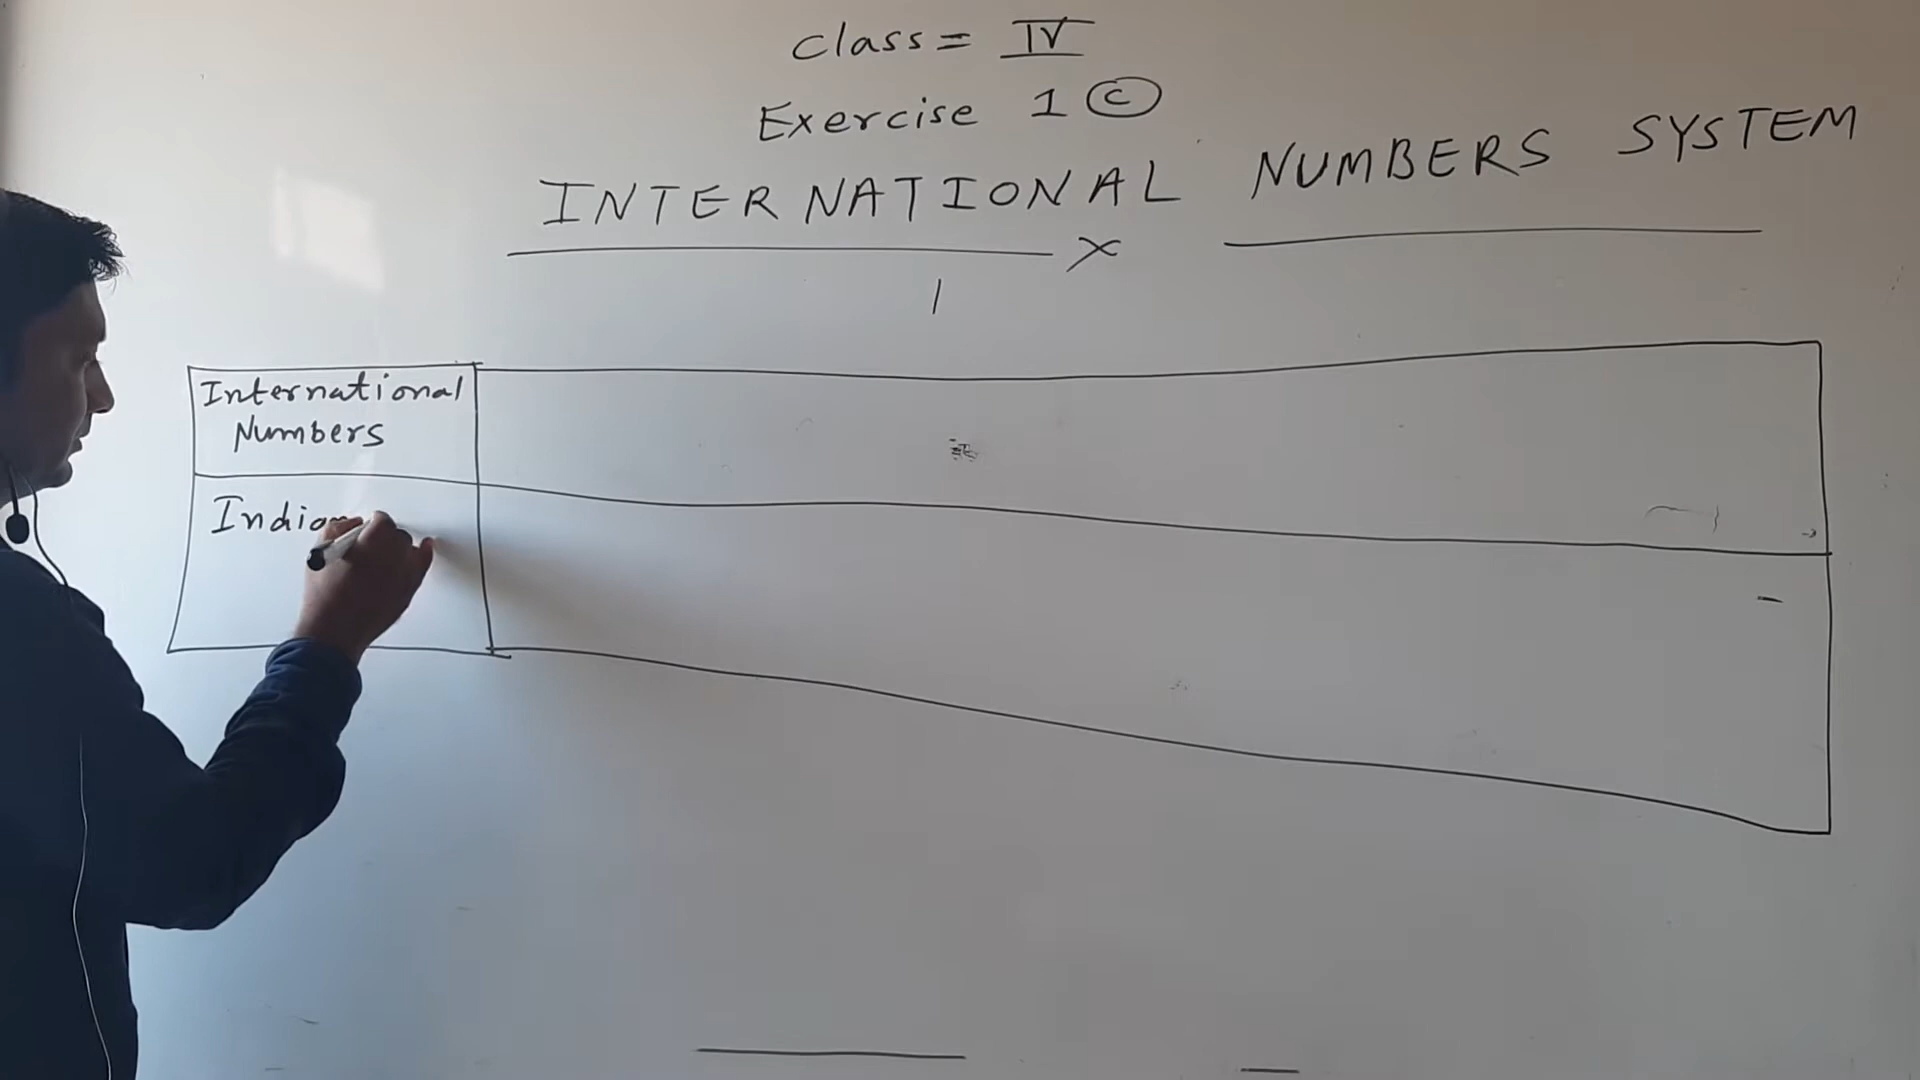 class = IV
Exercise 1 (c)
INTERNATIONAL NUMBERS SYSTEM
International
Numbers
Indian